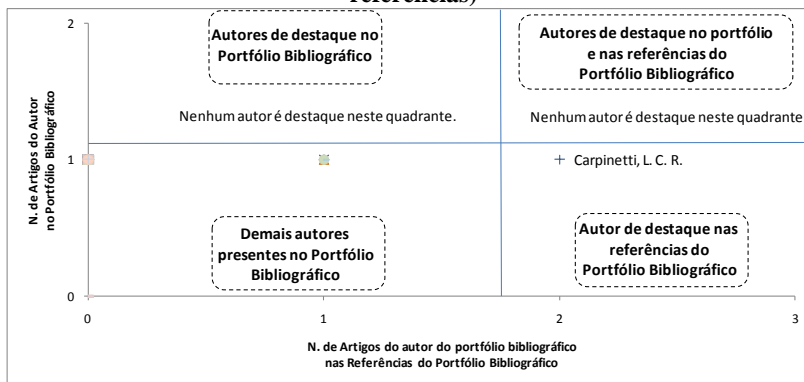 referências)
2
Autores de destaque no
Portfólio Bibliográfico
Autores de destaque no portfólio
e nas referências do
Portfólio Bibliográfico
Nenhum autor é destaque neste quadrante.
Nenhum autor é destaque neste quadrante
N. de Artigos do Autor
no Portfólio Bibliográfico
1
Carpinetti, L. C. R.
Demais autores
presentes no Portfólio
Bibliográfico
Autor de destaque nas
referências do
Portfólio Bibliográfico
0
0
1
2
3
N. de Artigos do autor do portfólio bibliográfico
nas Referências do Portfólio Bibliográfico